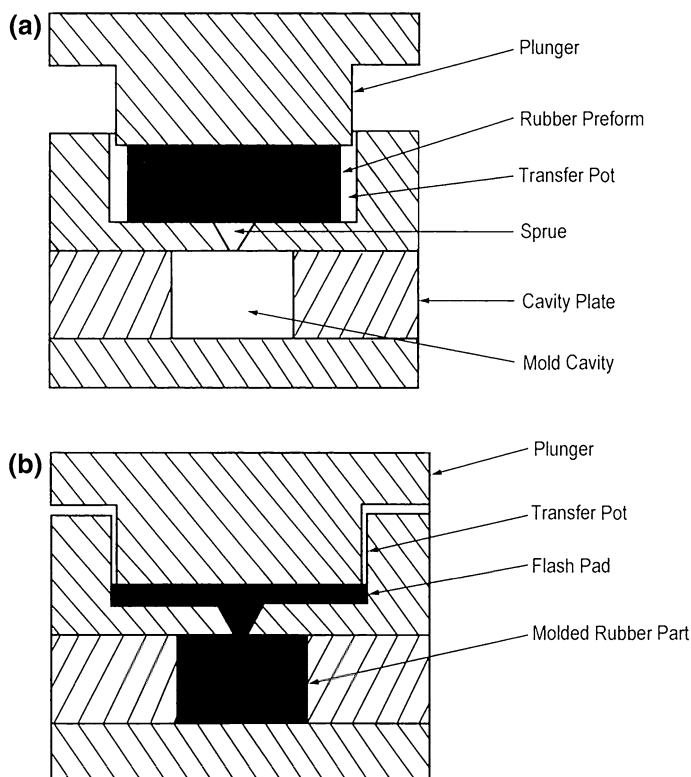 (a)
Plunger
Rubber Preform
Transfer Pot
Sprue
Cavity Plate
Mold Cavity
(b)
Plunger
Transfer Pot
Flash Pad
Molded Rubber Part